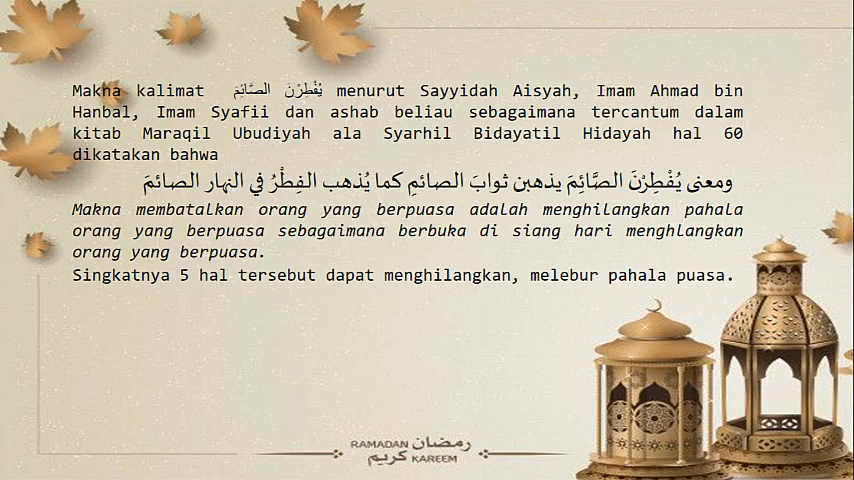 Makna kalimat يُفْطِرْنَ الصَّائِمَ menurut Sayyidah Aisyah, Imam Ahmad bin
Hanbal, Imam Syafii dan ashab beliau sebagaimana tercantum dalam
kitab Maraqil Ubudiyah ala Syarhil Bidayatil Hidayah hal 60
dikatakan bahwa
ومعنى يُفْطِرْنَ الصَّائِمَ يذهبن ثوابَ الصائمِ كما يُذهب الفِطْرُ في النهار الصائمَ
Makna membatalkan orang yang berpuasa adalah menghilangkan pahala
orang yang berpuasa sebagaimana berbuka di siang hari menghlangkan
orang yang berpuasa.
Singkatnya 5 hal tersebut dapat menghilangkan, melebur pahala puasa.
RAMADAN رمضان
كريم KAREEM